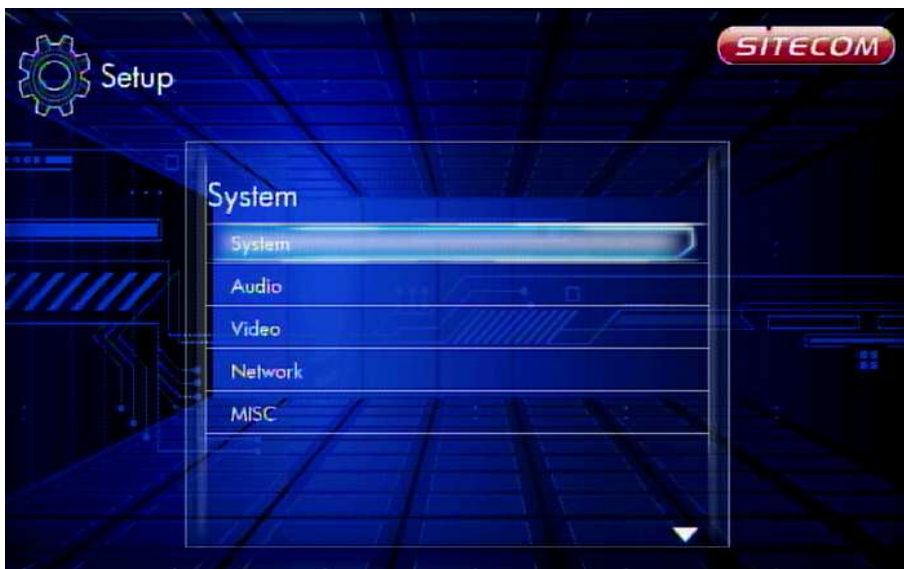 Setup
SITECOM
System
System
Audio
Video
Network
MISC